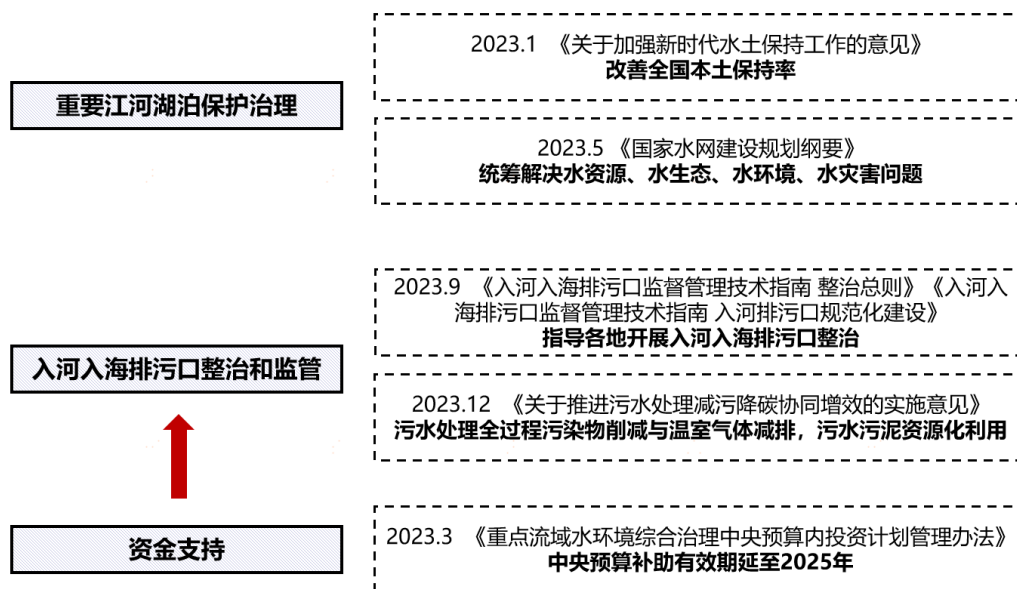 重要江河湖泊保护治理
2023.1 《关于加强新时代水土保持工作的意见》
改善全国本土保持率
2023.5 《国家水网建设规划纲要》
统筹解决水资源、水生态、水环境、水灾害问题
入河入海排污口整治和监管
2023.9 《入河入海排污口监督管理技术指南 整治总则》《入河入
海排污口监督管理技术指南 入河排污口规范化建设》
指导各地开展入河入海排污口整治
2023.12 《关于推进污水处理减污降碳协同增效的实施意见》
污水处理全过程污染物削减与温室气体减排，污水污泥资源化利用
资金支持
2023.3 《重点流域水环境综合治理中央预算内投资计划管理办法》
中央预算补助有效期延至2025年